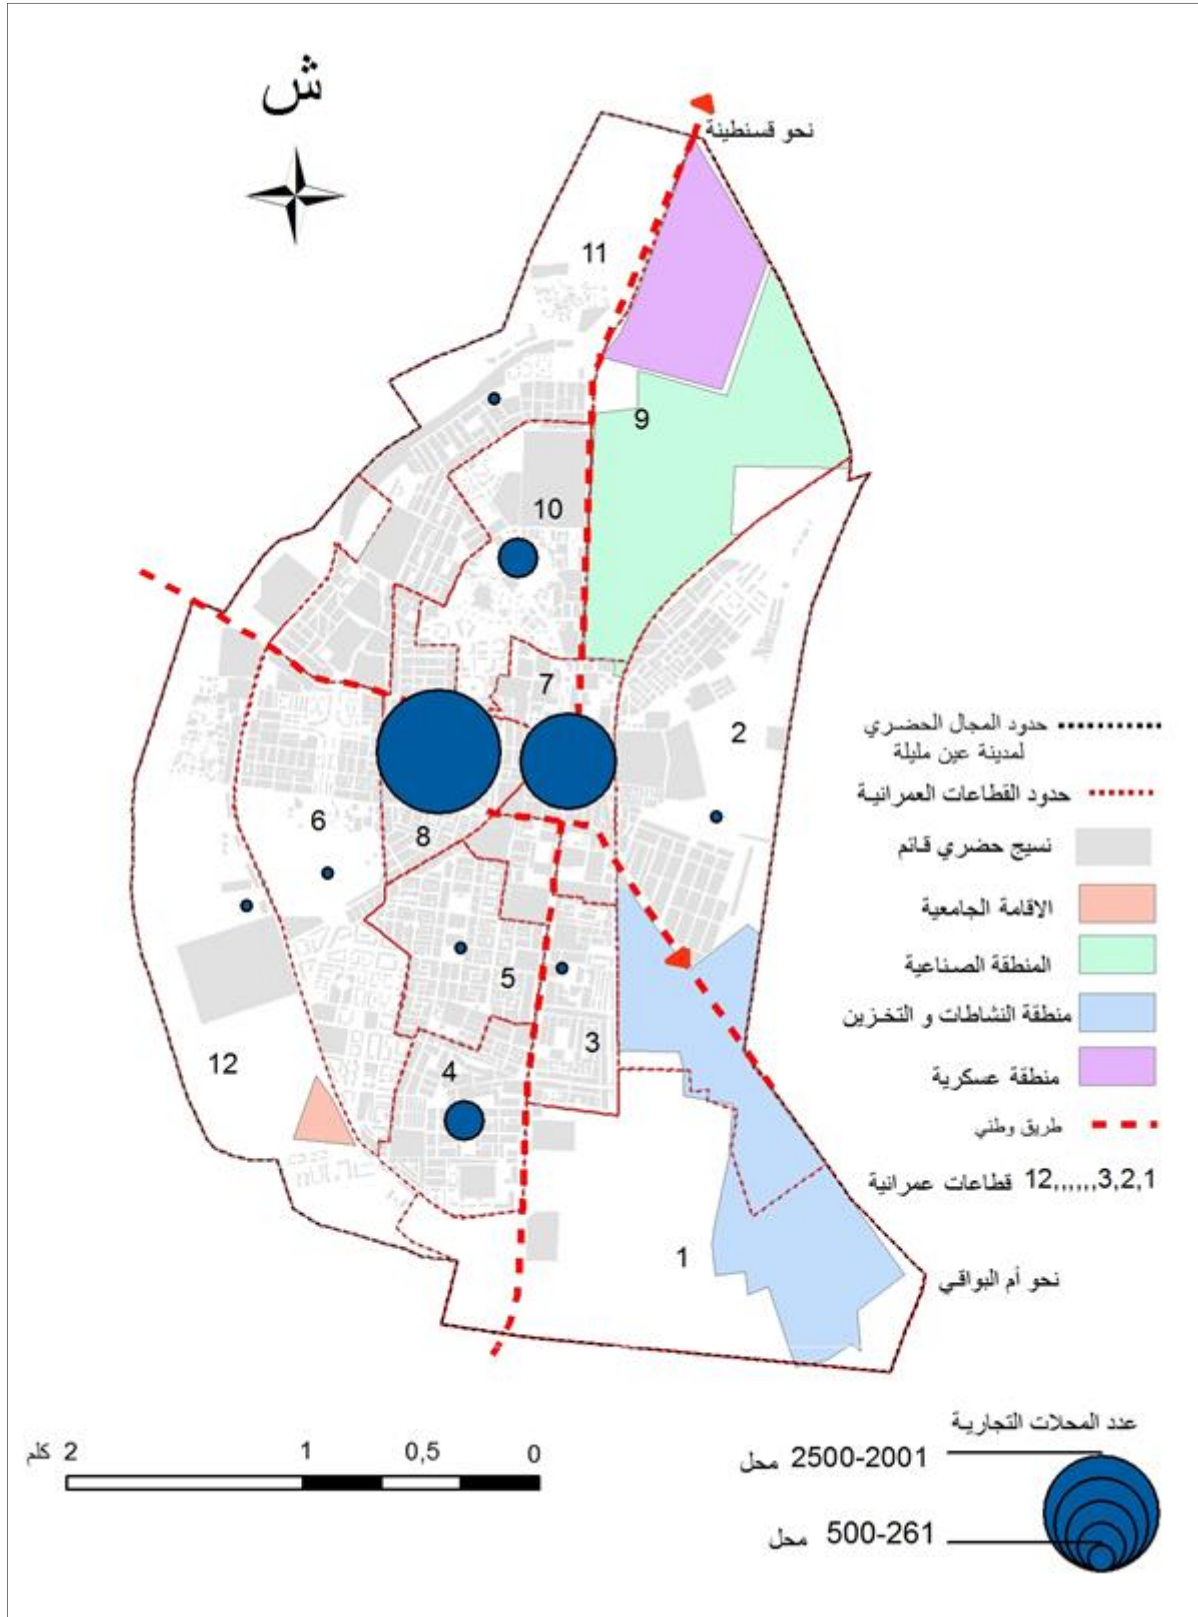 ش
نحو قسنطينة
11
9
10
7
2
6
8
5
3
12
4
1
حدود المجال الحضري
لمدينة عين مليلة
حدود القطاعات العمرانية
نسيج حضري قائم
الاقامة الجامعية
المنطقة الصناعية
منطقة النشاطات و التخزين
منطقة عسكرية
طريق وطني
12,,,,,,3,2,1 قطاعات عمرانية
نحو أم البواقي
عدد المحلات التجارية
2500-2001 محل
500-261 محل
كلم 2 1 0,5 0